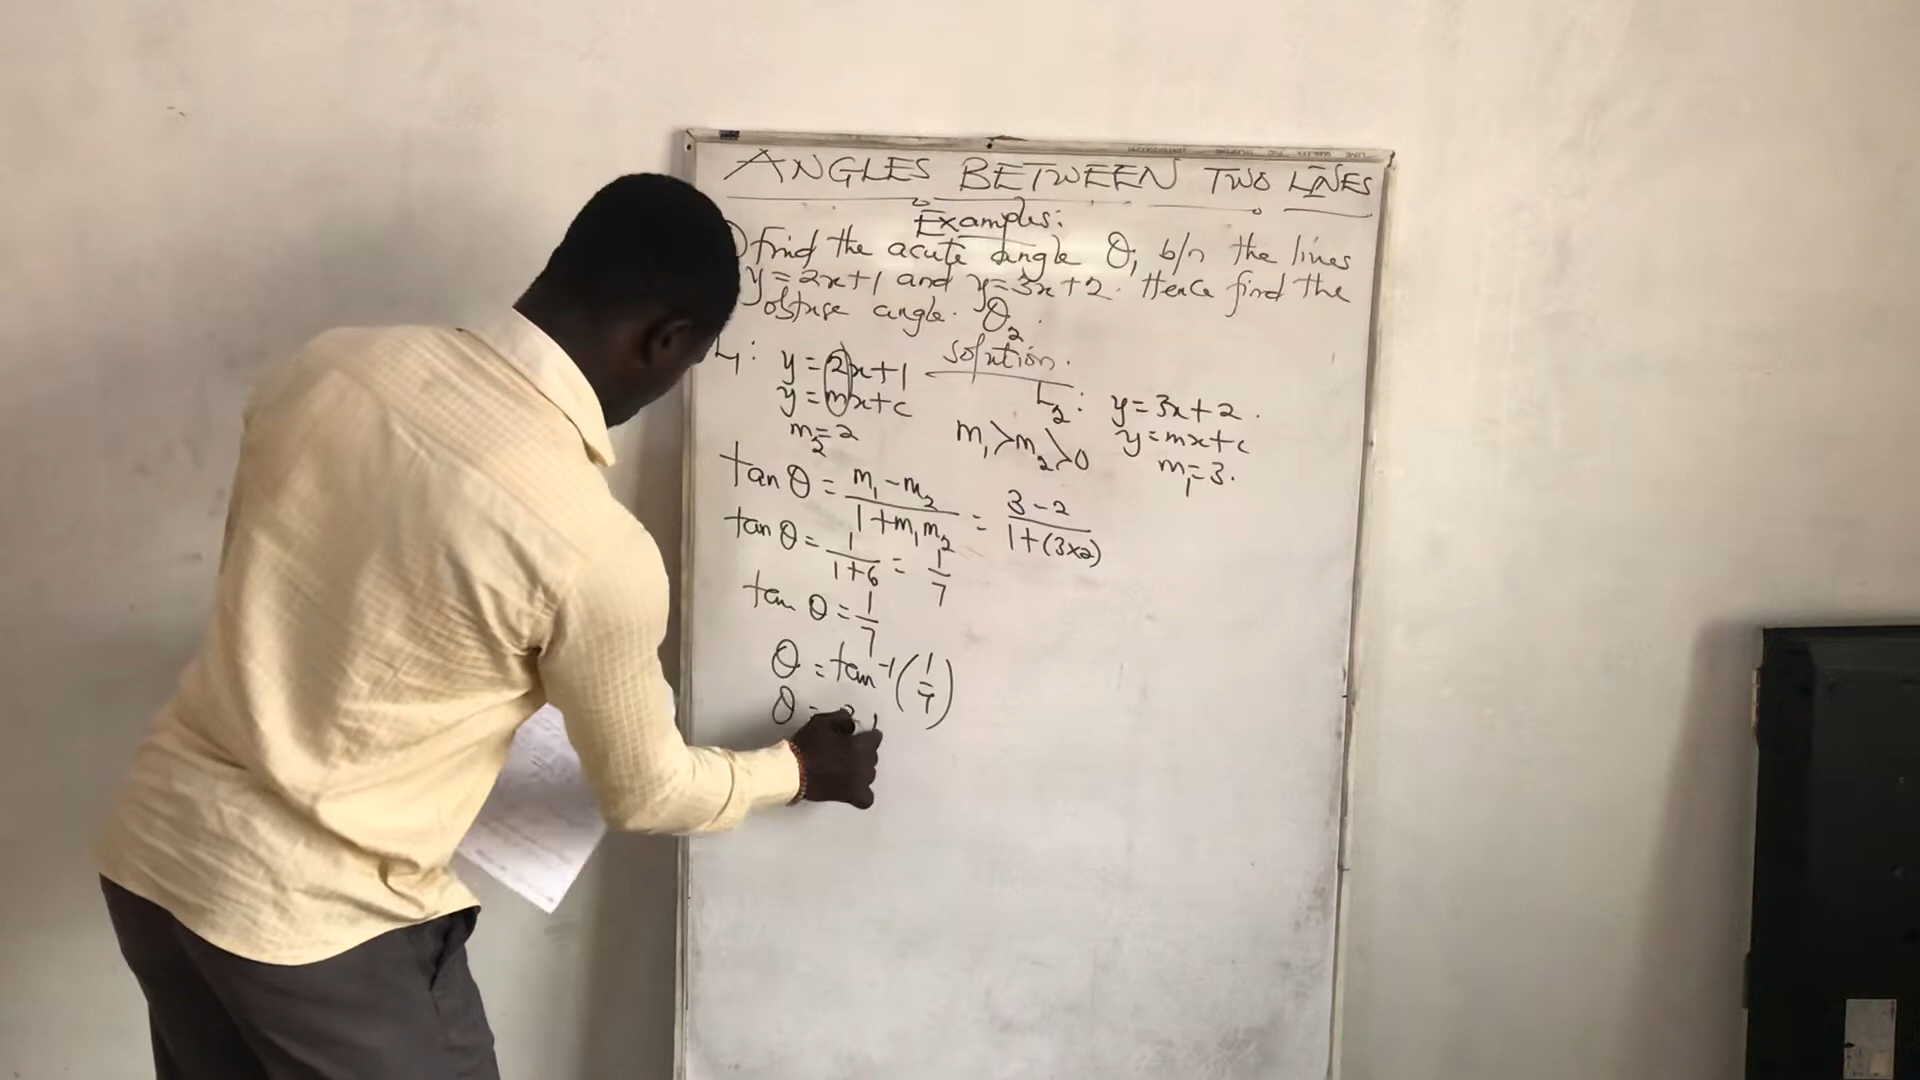 ANGLES BETWEEN TWO LINES
Examples:
Find the acute angle θ, b/n the lines
y=2x+1 and y=3x+2. Hence find the
obtuse angle. θ₂.
solution.
L₁: y=2x+1
y=mx+c
m₂=2
L₂: y=3x+2.
y=mx+c
m₁=3.
m₁>m₂>0
tan θ = (m₁-m₂)/(1+m₁m₂) = (3-2)/(1+(3×2))
tan θ = 1/(1+6) = 1/7
tan θ = 1/7
θ = tan⁻¹(1/7)
θ =